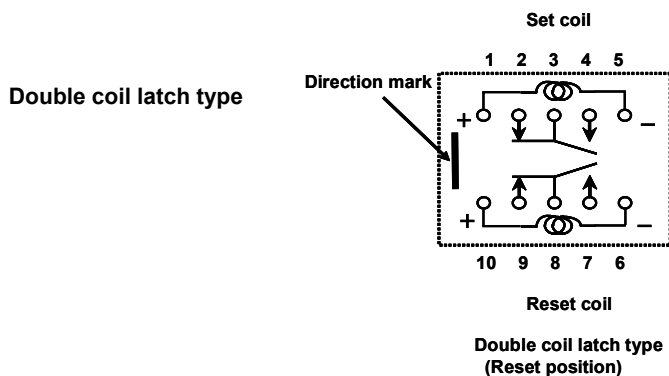 Set coil
1 2 3 4 5
Direction mark
Double coil latch type
+ −
+ −
10 9 8 7 6
Reset coil
Double coil latch type
(Reset position)